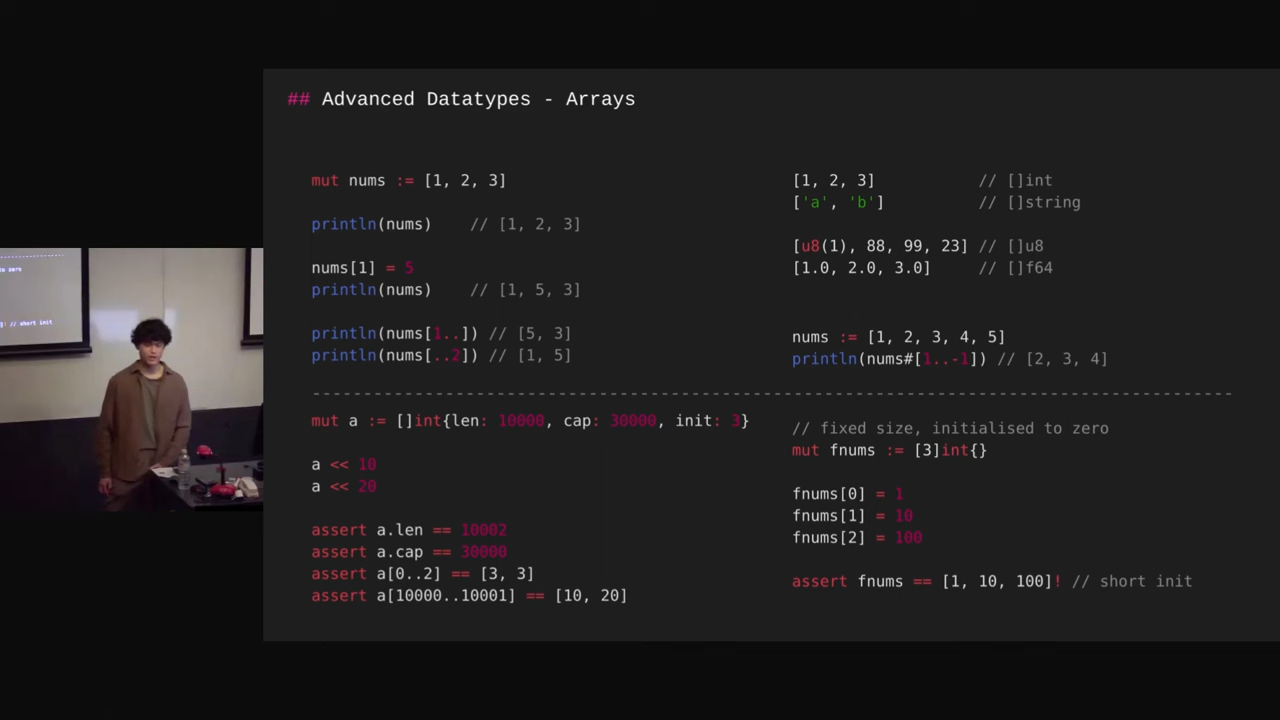 ## Advanced Datatypes - Arrays
mut nums := [1, 2, 3]
println(nums)    // [1, 2, 3]
nums[1] = 5
println(nums)    // [1, 5, 3]
println(nums[1..]) // [5, 3]
println(nums[..2]) // [1, 5]
[1, 2, 3]           // []int
['a', 'b']          // []string
[u8(1), 88, 99, 23] // []u8
[1.0, 2.0, 3.0]     // []f64
nums := [1, 2, 3, 4, 5]
println(nums#[1..-1]) // [2, 3, 4]
mut a := []int{len: 10000, cap: 30000, init: 3}
a << 10
a << 20
assert a.len == 10002
assert a.cap == 30000
assert a[0..2] == [3, 3]
assert a[10000..10001] == [10, 20]
// fixed size, initialised to zero
mut fnums := [3]int{}
fnums[0] = 1
fnums[1] = 10
fnums[2] = 100
assert fnums == [1, 10, 100]! // short init
to zero
! // short init